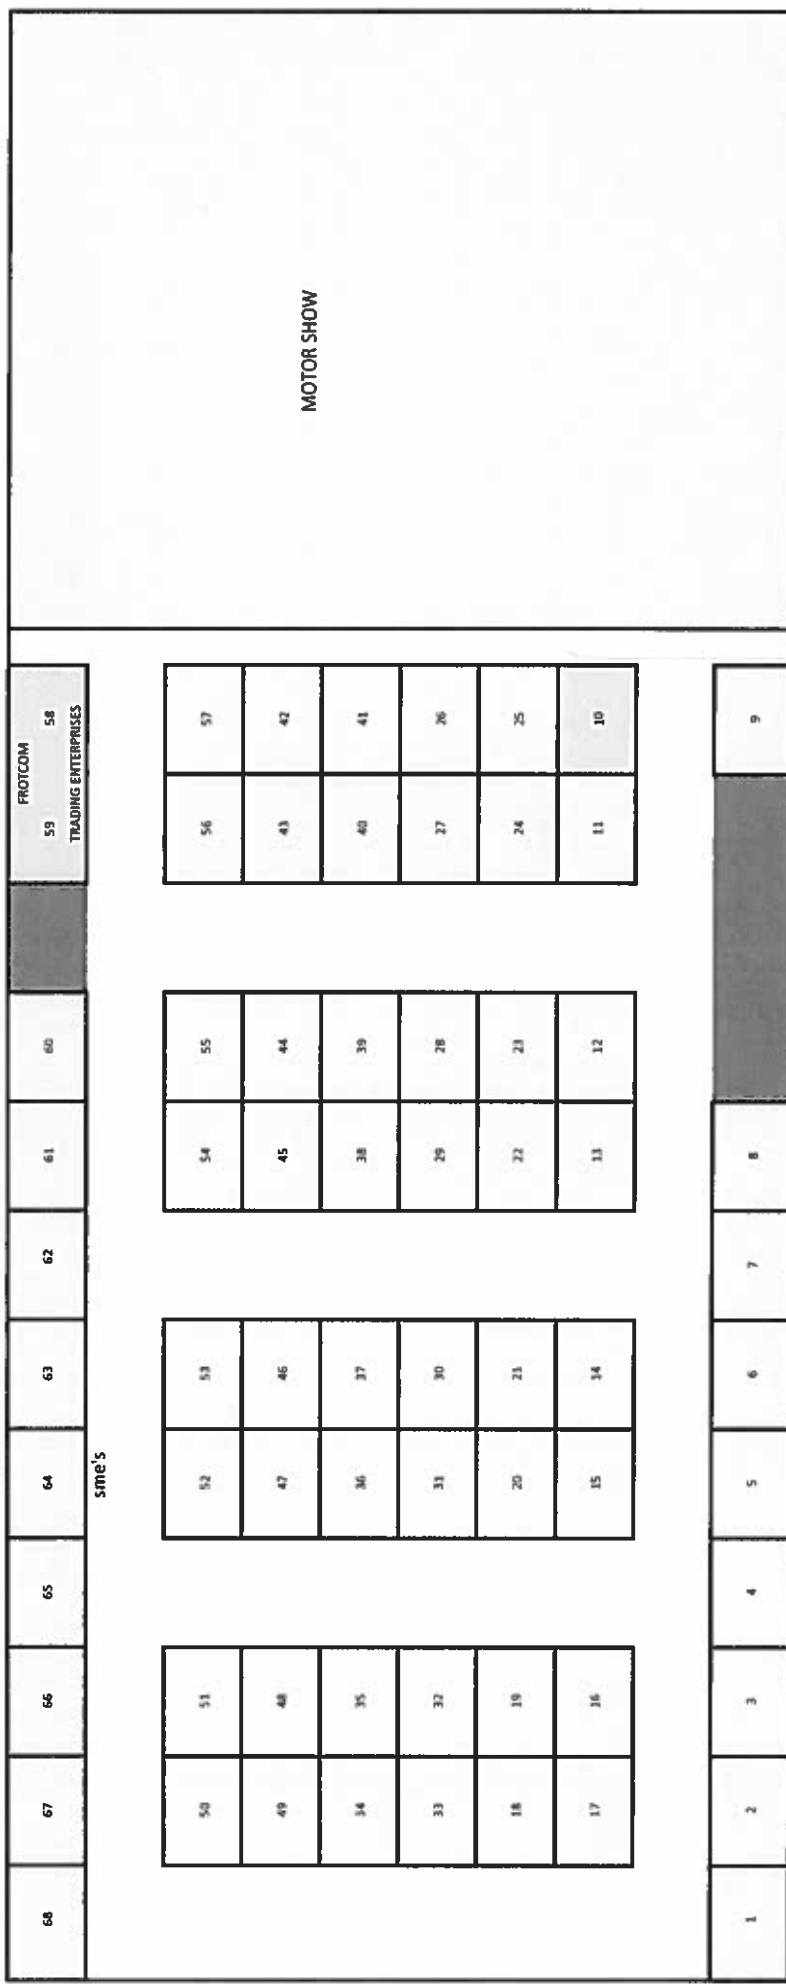 FROTCOM
68 67 66 65 64 63 62 61 60 59 58
TRADING ENTERPRISES
sme's
50 51 52 53 54 55 56 57
49 48 47 46 45 44 43 42
MOTOR SHOW
34 35 36 37 38 39 40 41
33 32 31 30 29 28 27 26
18 19 20 21 22 23 24 25
17 16 15 14 13 12 11 10
1 2 3 4 5 6 7 8 9